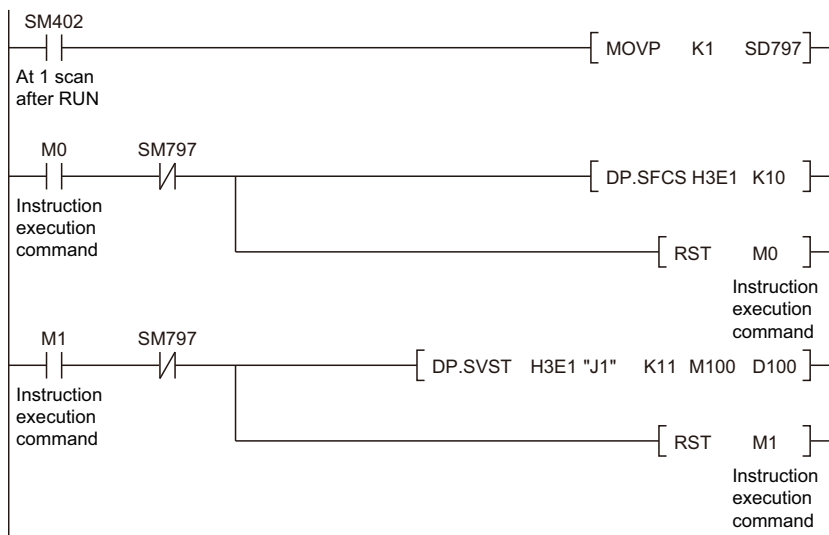 SM402
MOVP K1 SD797
At 1 scan
after RUN
M0 SM797
DP.SFCS H3E1 K10
Instruction
execution
command
RST M0
Instruction
execution
command
M1 SM797
DP.SVST H3E1 "J1" K11 M100 D100
Instruction
execution
command
RST M1
Instruction
execution
command